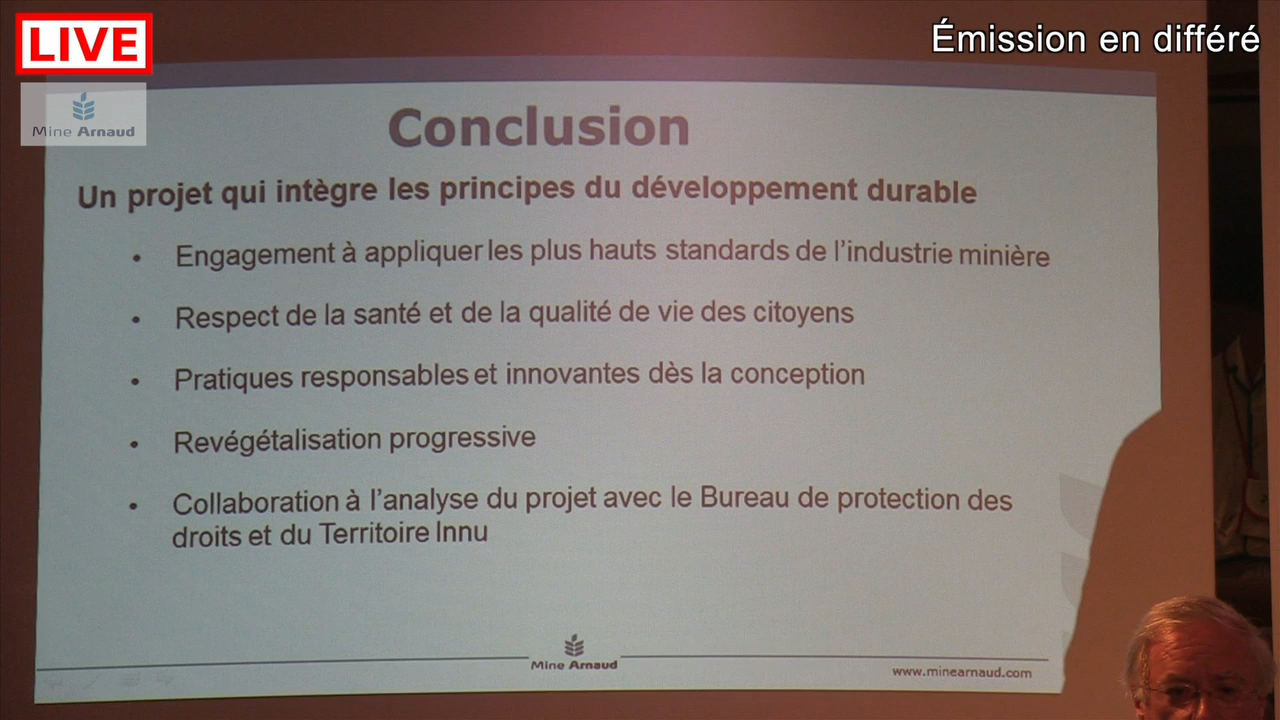 LIVE
Émission en différé
Mine Arnaud
Conclusion
Un projet qui intègre les principes du développement durable
• Engagement à appliquer les plus hauts standards de l'industrie minière
• Respect de la santé et de la qualité de vie des citoyens
• Pratiques responsables et innovantes dès la conception
• Revégétalisation progressive
• Collaboration à l'analyse du projet avec le Bureau de protection des
droits et du Territoire Innu
Mine Arnaud
www.minearnaud.com